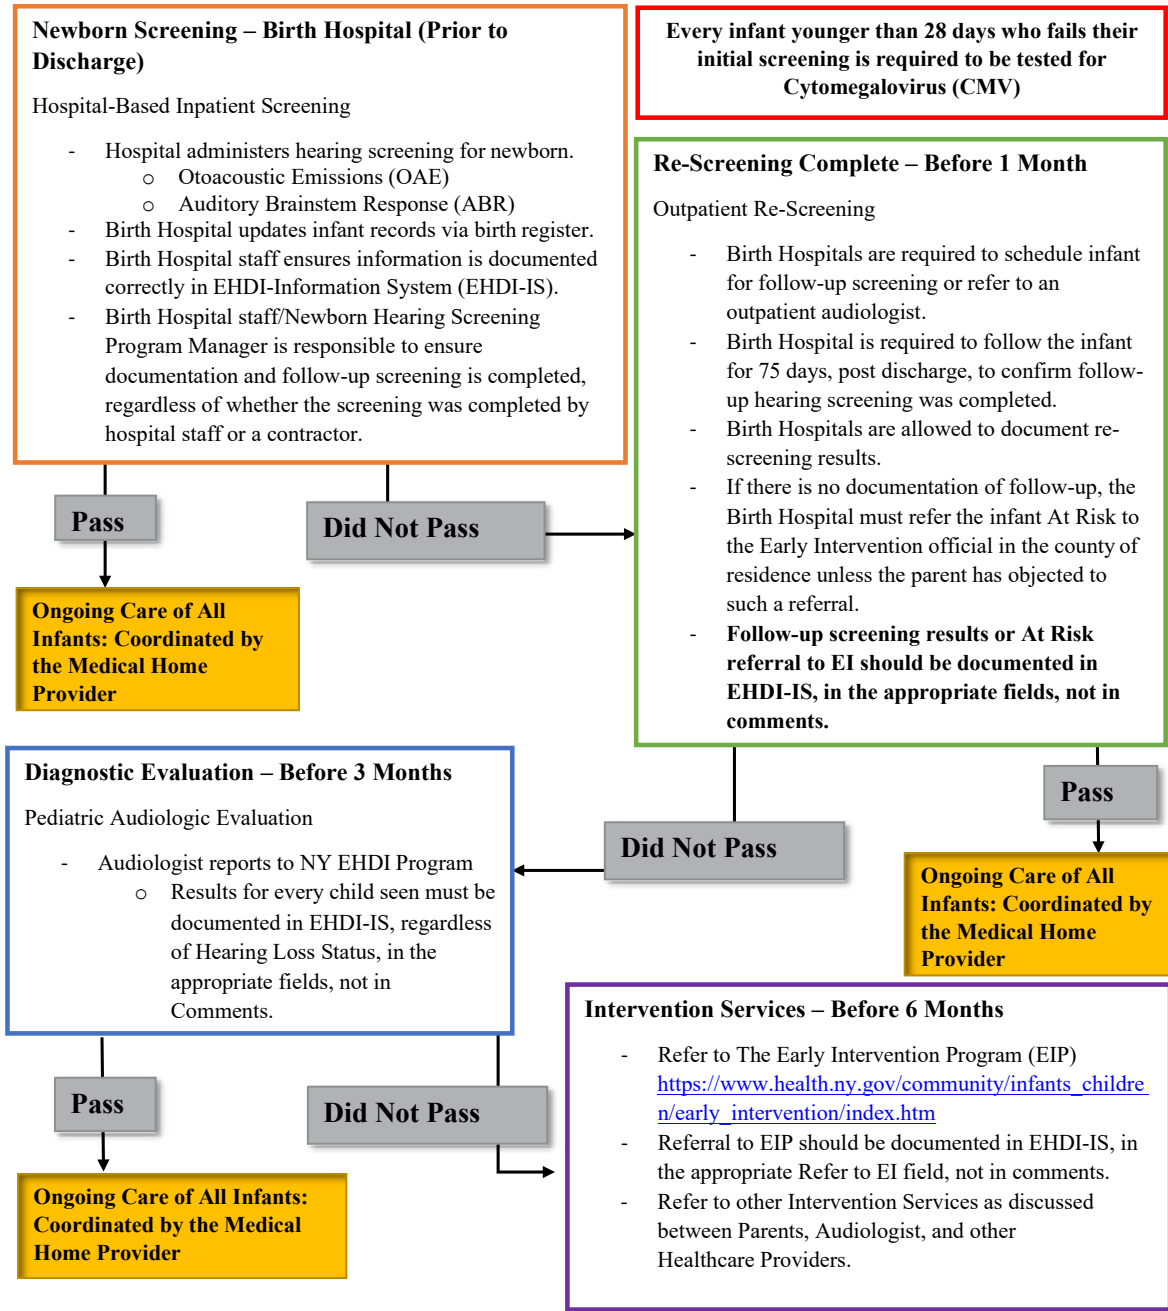 Newborn Screening – Birth Hospital (Prior to
Discharge)
Hospital-Based Inpatient Screening
- Hospital administers hearing screening for newborn.
o Otoacoustic Emissions (OAE)
o Auditory Brainstem Response (ABR)
- Birth Hospital updates infant records via birth register.
- Birth Hospital staff ensures information is documented
correctly in EHDI-Information System (EHDI-IS).
- Birth Hospital staff/Newborn Hearing Screening
Program Manager is responsible to ensure
documentation and follow-up screening is completed,
regardless of whether the screening was completed by
hospital staff or a contractor.
Every infant younger than 28 days who fails their
initial screening is required to be tested for
Cytomegalovirus (CMV)
Pass
Did Not Pass
Ongoing Care of All
Infants: Coordinated by
the Medical Home
Provider
Re-Screening Complete – Before 1 Month
Outpatient Re-Screening
- Birth Hospitals are required to schedule infant
for follow-up screening or refer to an
outpatient audiologist.
- Birth Hospital is required to follow the infant
for 75 days, post discharge, to confirm follow-
up hearing screening was completed.
- Birth Hospitals are allowed to document re-
screening results.
- If there is no documentation of follow-up, the
Birth Hospital must refer the infant At Risk to
the Early Intervention official in the county of
residence unless the parent has objected to
such a referral.
- Follow-up screening results or At Risk
referral to EI should be documented in
EHDI-IS, in the appropriate fields, not in
comments.
Did Not Pass
Pass
Ongoing Care of All
Infants: Coordinated by
the Medical Home
Provider
Diagnostic Evaluation – Before 3 Months
Pediatric Audiologic Evaluation
- Audiologist reports to NY EHDI Program
o Results for every child seen must be
documented in EHDI-IS, regardless
of Hearing Loss Status, in the
appropriate fields, not in
Comments.
Pass
Did Not Pass
Ongoing Care of All Infants:
Coordinated by the Medical
Home Provider
Intervention Services – Before 6 Months
- Refer to The Early Intervention Program (EIP)
https://www.health.ny.gov/community/infants_childre
n/early_intervention/index.htm
- Referral to EIP should be documented in EHDI-IS, in
the appropriate Refer to EI field, not in comments.
- Refer to other Intervention Services as discussed
between Parents, Audiologist, and other
Healthcare Providers.